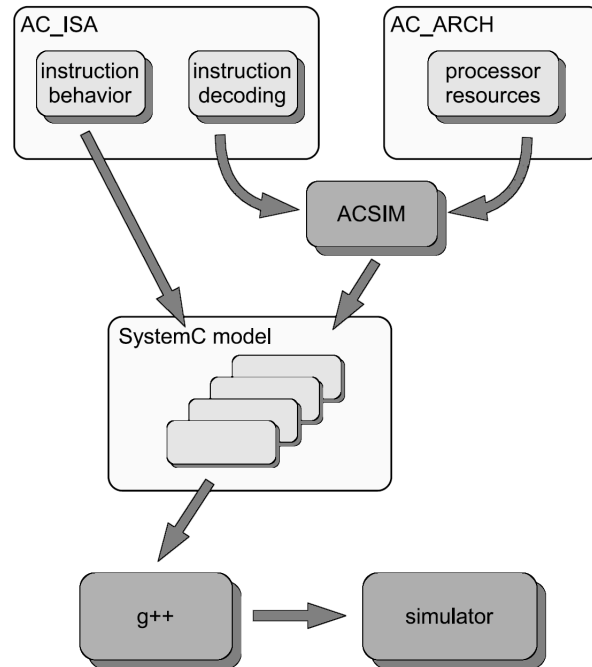 AC_ISA
instruction
behavior
instruction
decoding
AC_ARCH
processor
resources
ACSIM
SystemC model
g++
simulator